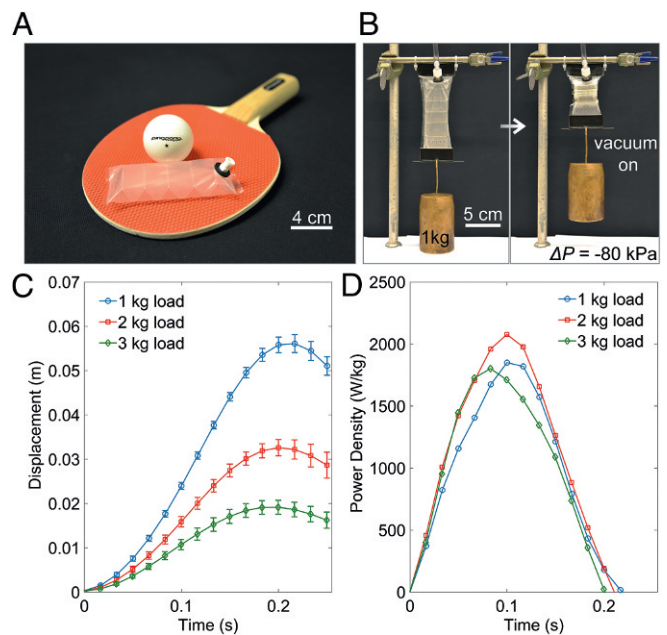 A
PINGPONG
4 cm
B
1kg
5 cm
vacuum
on
ΔP = -80 kPa
C
1 kg load
2 kg load
3 kg load
Displacement (m)
0.07
0.06
0.05
0.04
0.03
0.02
0.01
0
0
0.1
0.2
Time (s)
D
1 kg load
2 kg load
3 kg load
Power Density (W/kg)
2500
2000
1500
1000
500
0
0
0.1
0.2
Time (s)